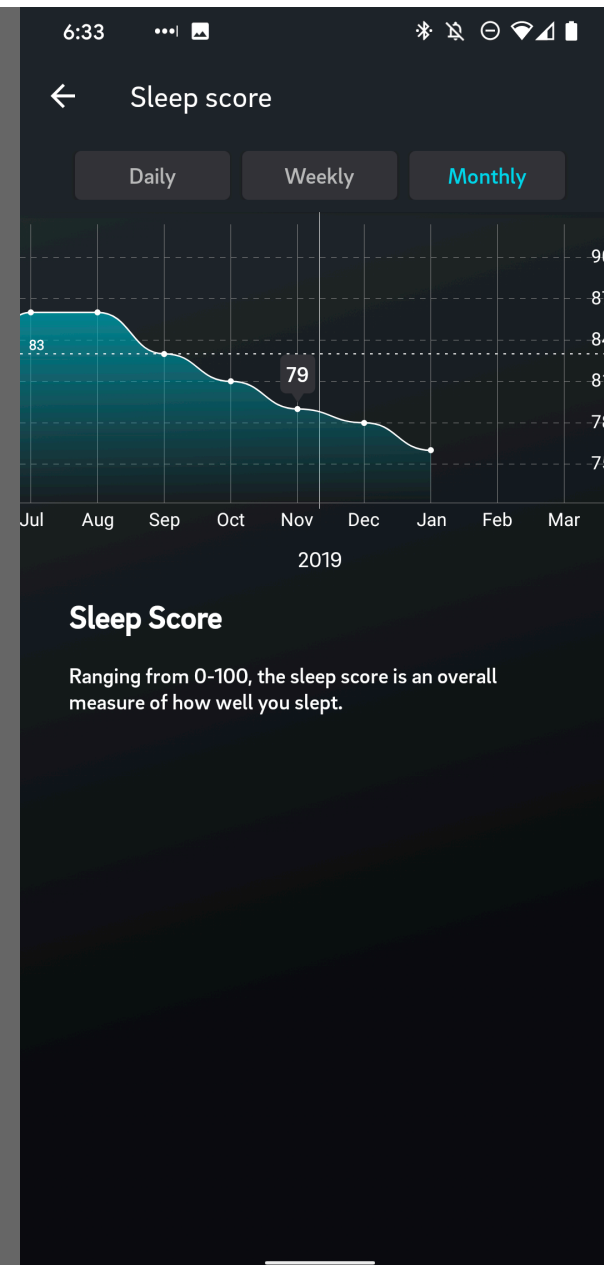 6:33
Sleep score
Daily Weekly Monthly
83
79
Jul Aug Sep Oct Nov Dec Jan Feb Mar
2019
Sleep Score
Ranging from 0-100, the sleep score is an overall
measure of how well you slept.